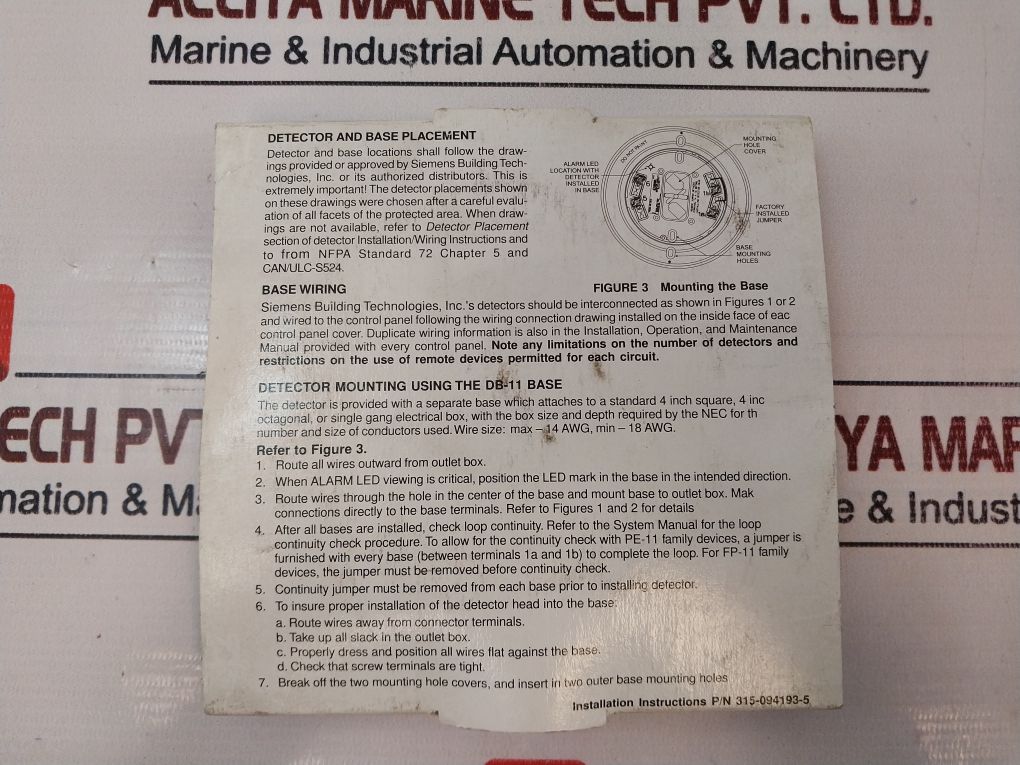 ACCIYA MARINE TECH PVT. LTD.
Marine & Industrial Automation & Machinery
DETECTOR AND BASE PLACEMENT
Detector and base locations shall follow the draw-
ings provided or approved by Siemens Building Tech-
nologies, Inc. or its authorized distributors. This is
extremely important! The detector placements shown
on these drawings were chosen after a careful evalu-
ation of all facets of the protected area. When draw-
ings are not available, refer to Detector Placement
section of detector Installation/Wiring Instructions and
to from NFPA Standard 72 Chapter 5 and
CAN/ULC-S524.
ALARM LED
LOCATION WITH
DETECTOR
INSTALLED
IN BASE
DO NOT PAINT
MOUNTING
HOLE
COVER
FACTORY
INSTALLED
JUMPER
BASE
MOUNTING
HOLES
FIGURE 3 Mounting the Base
BASE WIRING
Siemens Building Technologies, Inc.'s detectors should be interconnected as shown in Figures 1 or 2
and wired to the control panel following the wiring connection drawing installed on the inside face of eac
control panel cover. Duplicate wiring information is also in the Installation, Operation, and Maintenance
Manual provided with every control panel. Note any limitations on the number of detectors and
restrictions on the use of remote devices permitted for each circuit.
DETECTOR MOUNTING USING THE DB-11 BASE
The detector is provided with a separate base which attaches to a standard 4 inch square, 4 inc
octagonal, or single gang electrical box, with the box size and depth required by the NEC for th
number and size of conductors used. Wire size: max – 14 AWG, min – 18 AWG.
Refer to Figure 3.
1. Route all wires outward from outlet box.
2. When ALARM LED viewing is critical, position the LED mark in the base in the intended direction.
3. Route wires through the hole in the center of the base and mount base to outlet box. Mak
connections directly to the base terminals. Refer to Figures 1 and 2 for details
4. After all bases are installed, check loop continuity. Refer to the System Manual for the loop
continuity check procedure. To allow for the continuity check with PE-11 family devices, a jumper is
furnished with every base (between terminals 1a and 1b) to complete the loop. For FP-11 family
devices, the jumper must be removed before continuity check.
5. Continuity jumper must be removed from each base prior to installing detector.
6. To insure proper installation of the detector head into the base:
a. Route wires away from connector terminals.
b. Take up all slack in the outlet box.
c. Properly dress and position all wires flat against the base.
d. Check that screw terminals are tight.
7. Break off the two mounting hole covers, and insert in two outer base mounting holes
Installation Instructions P/N 315-094193-5
ECH PVT
mation & Ma
YA MAR
e & Indust